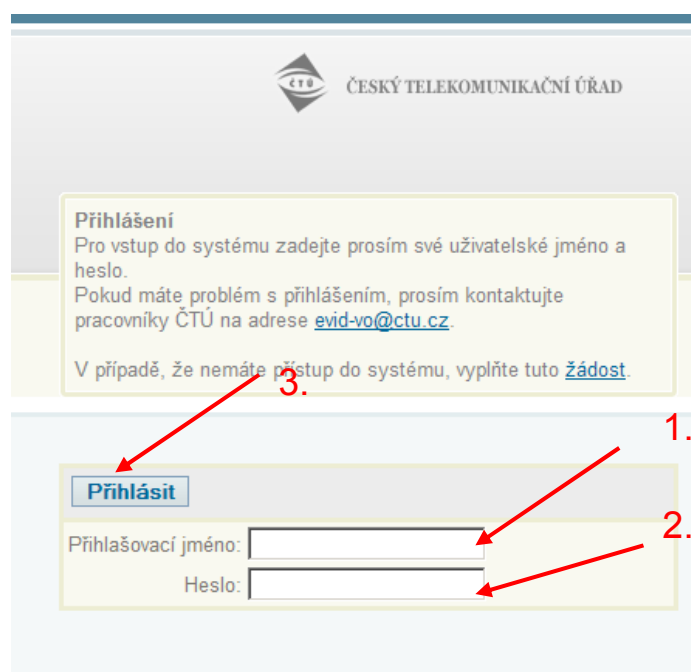 ČTÚ
ČESKÝ TELEKOMUNIKAČNÍ ÚŘAD
Přihlášení
Pro vstup do systému zadejte prosím své uživatelské jméno a
heslo.
Pokud máte problém s přihlášením, prosím kontaktujte
pracovníky ČTÚ na adrese evid-vo@ctu.cz.
V případě, že nemáte přístup do systému, vyplňte tuto žádost.
3.
1.
Přihlásit
2.
Přihlašovací jméno:
Heslo: